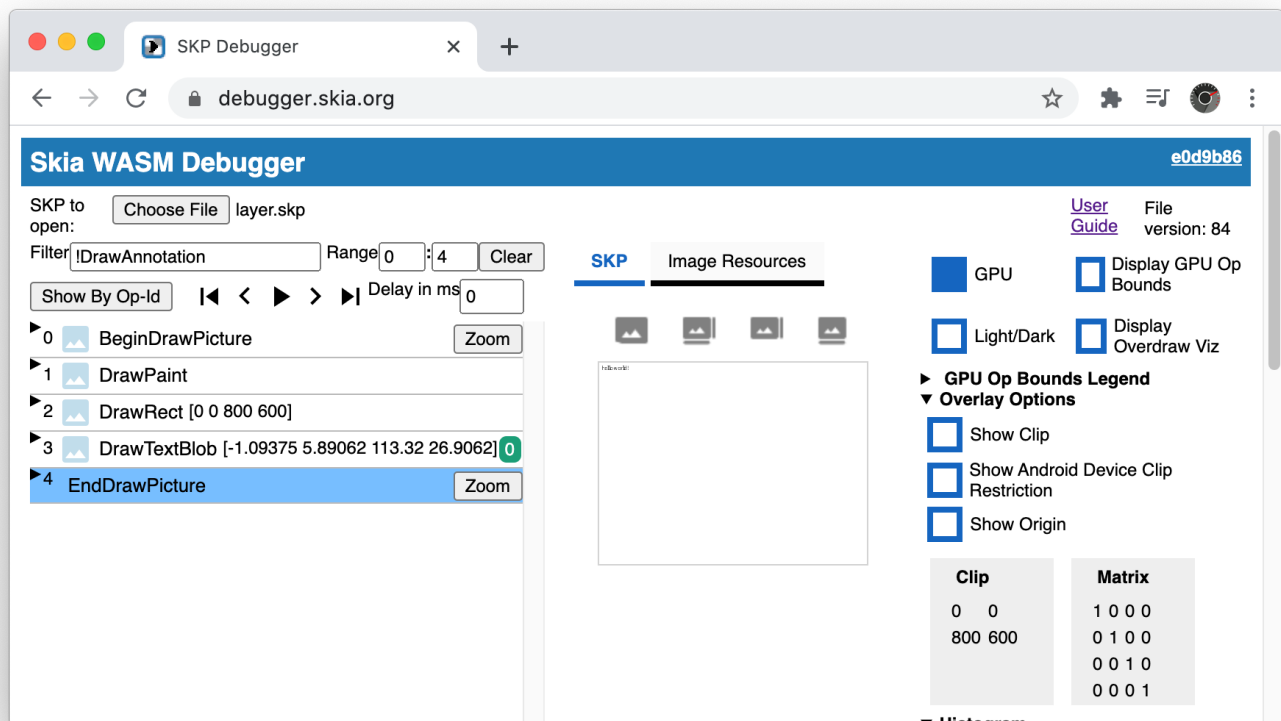 SKP Debugger
debugger.skia.org
Skia WASM Debugger
e0d9b86
SKP to open:
Choose File layer.skp
User Guide
File version: 84
Filter !DrawAnnotation Range 0 : 4 Clear
Show By Op-Id
Delay in ms 0
0 BeginDrawPicture Zoom
1 DrawPaint
2 DrawRect [0 0 800 600]
3 DrawTextBlob [-1.09375 5.89062 113.32 26.9062] 0
4 EndDrawPicture Zoom
SKP
Image Resources
hello world!
GPU
Display GPU Op Bounds
Light/Dark
Display Overdraw Viz
GPU Op Bounds Legend
Overlay Options
Show Clip
Show Android Device Clip Restriction
Show Origin
Clip
0 0
800 600
Matrix
1 0 0 0
0 1 0 0
0 0 1 0
0 0 0 1
Histogram